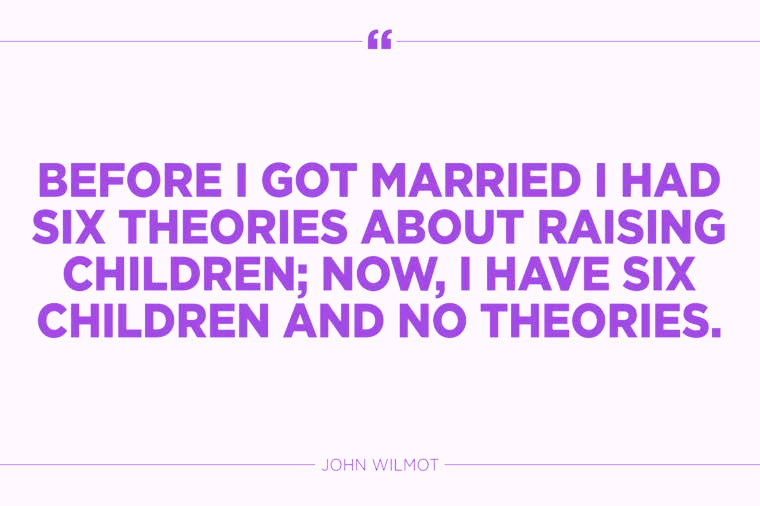 “
BEFORE I GOT MARRIED I HAD
SIX THEORIES ABOUT RAISING
CHILDREN; NOW, I HAVE SIX
CHILDREN AND NO THEORIES.
JOHN WILMOT